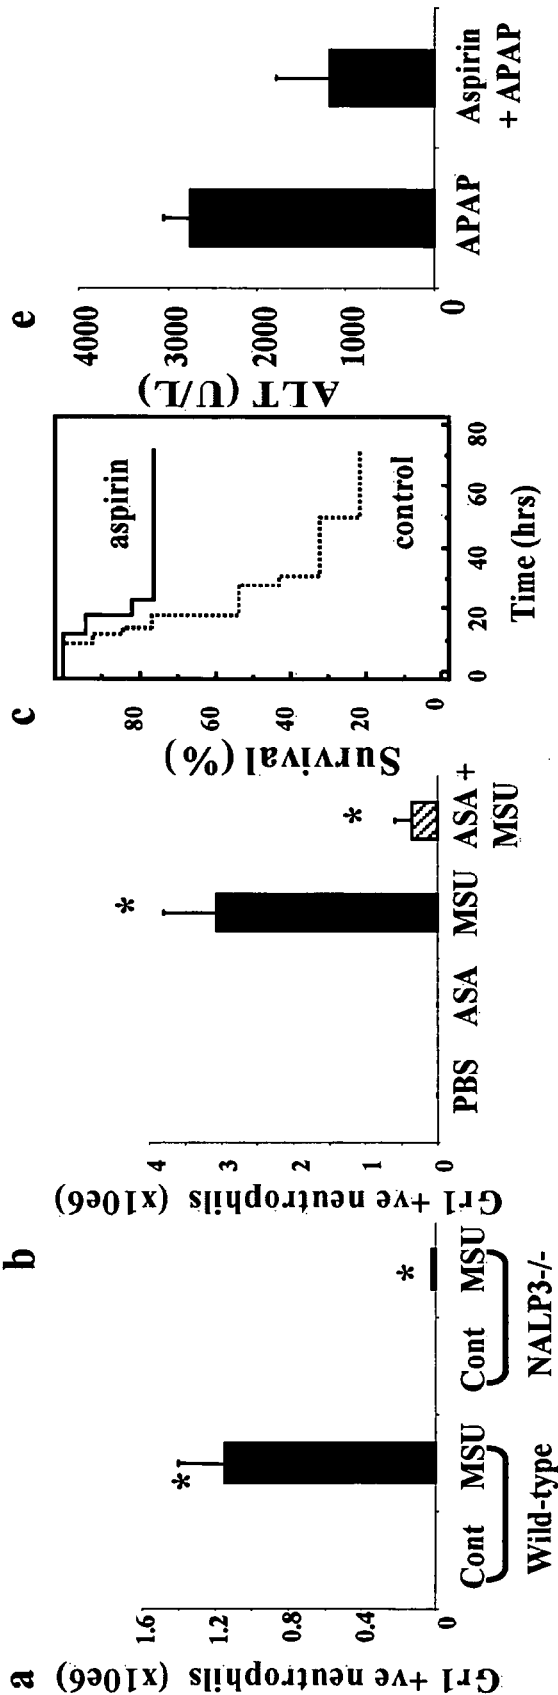 a
Gr1 +ve neutrophils (x10e6)
1.6
1.2
0.8
0.4
0
Cont MSU Cont MSU
Wild-type NALP3-/-
*
*
b
Gr1 +ve neutrophils (x10e6)
4
3
2
1
0
PBS ASA MSU ASA +
MSU
*
*
c
Survival (%)
80
60
40
20
0
0 20 40 60 80
Time (hrs)
aspirin
control
e
ALT (U/L)
4000
3000
2000
1000
0
APAP Aspirin
+ APAP